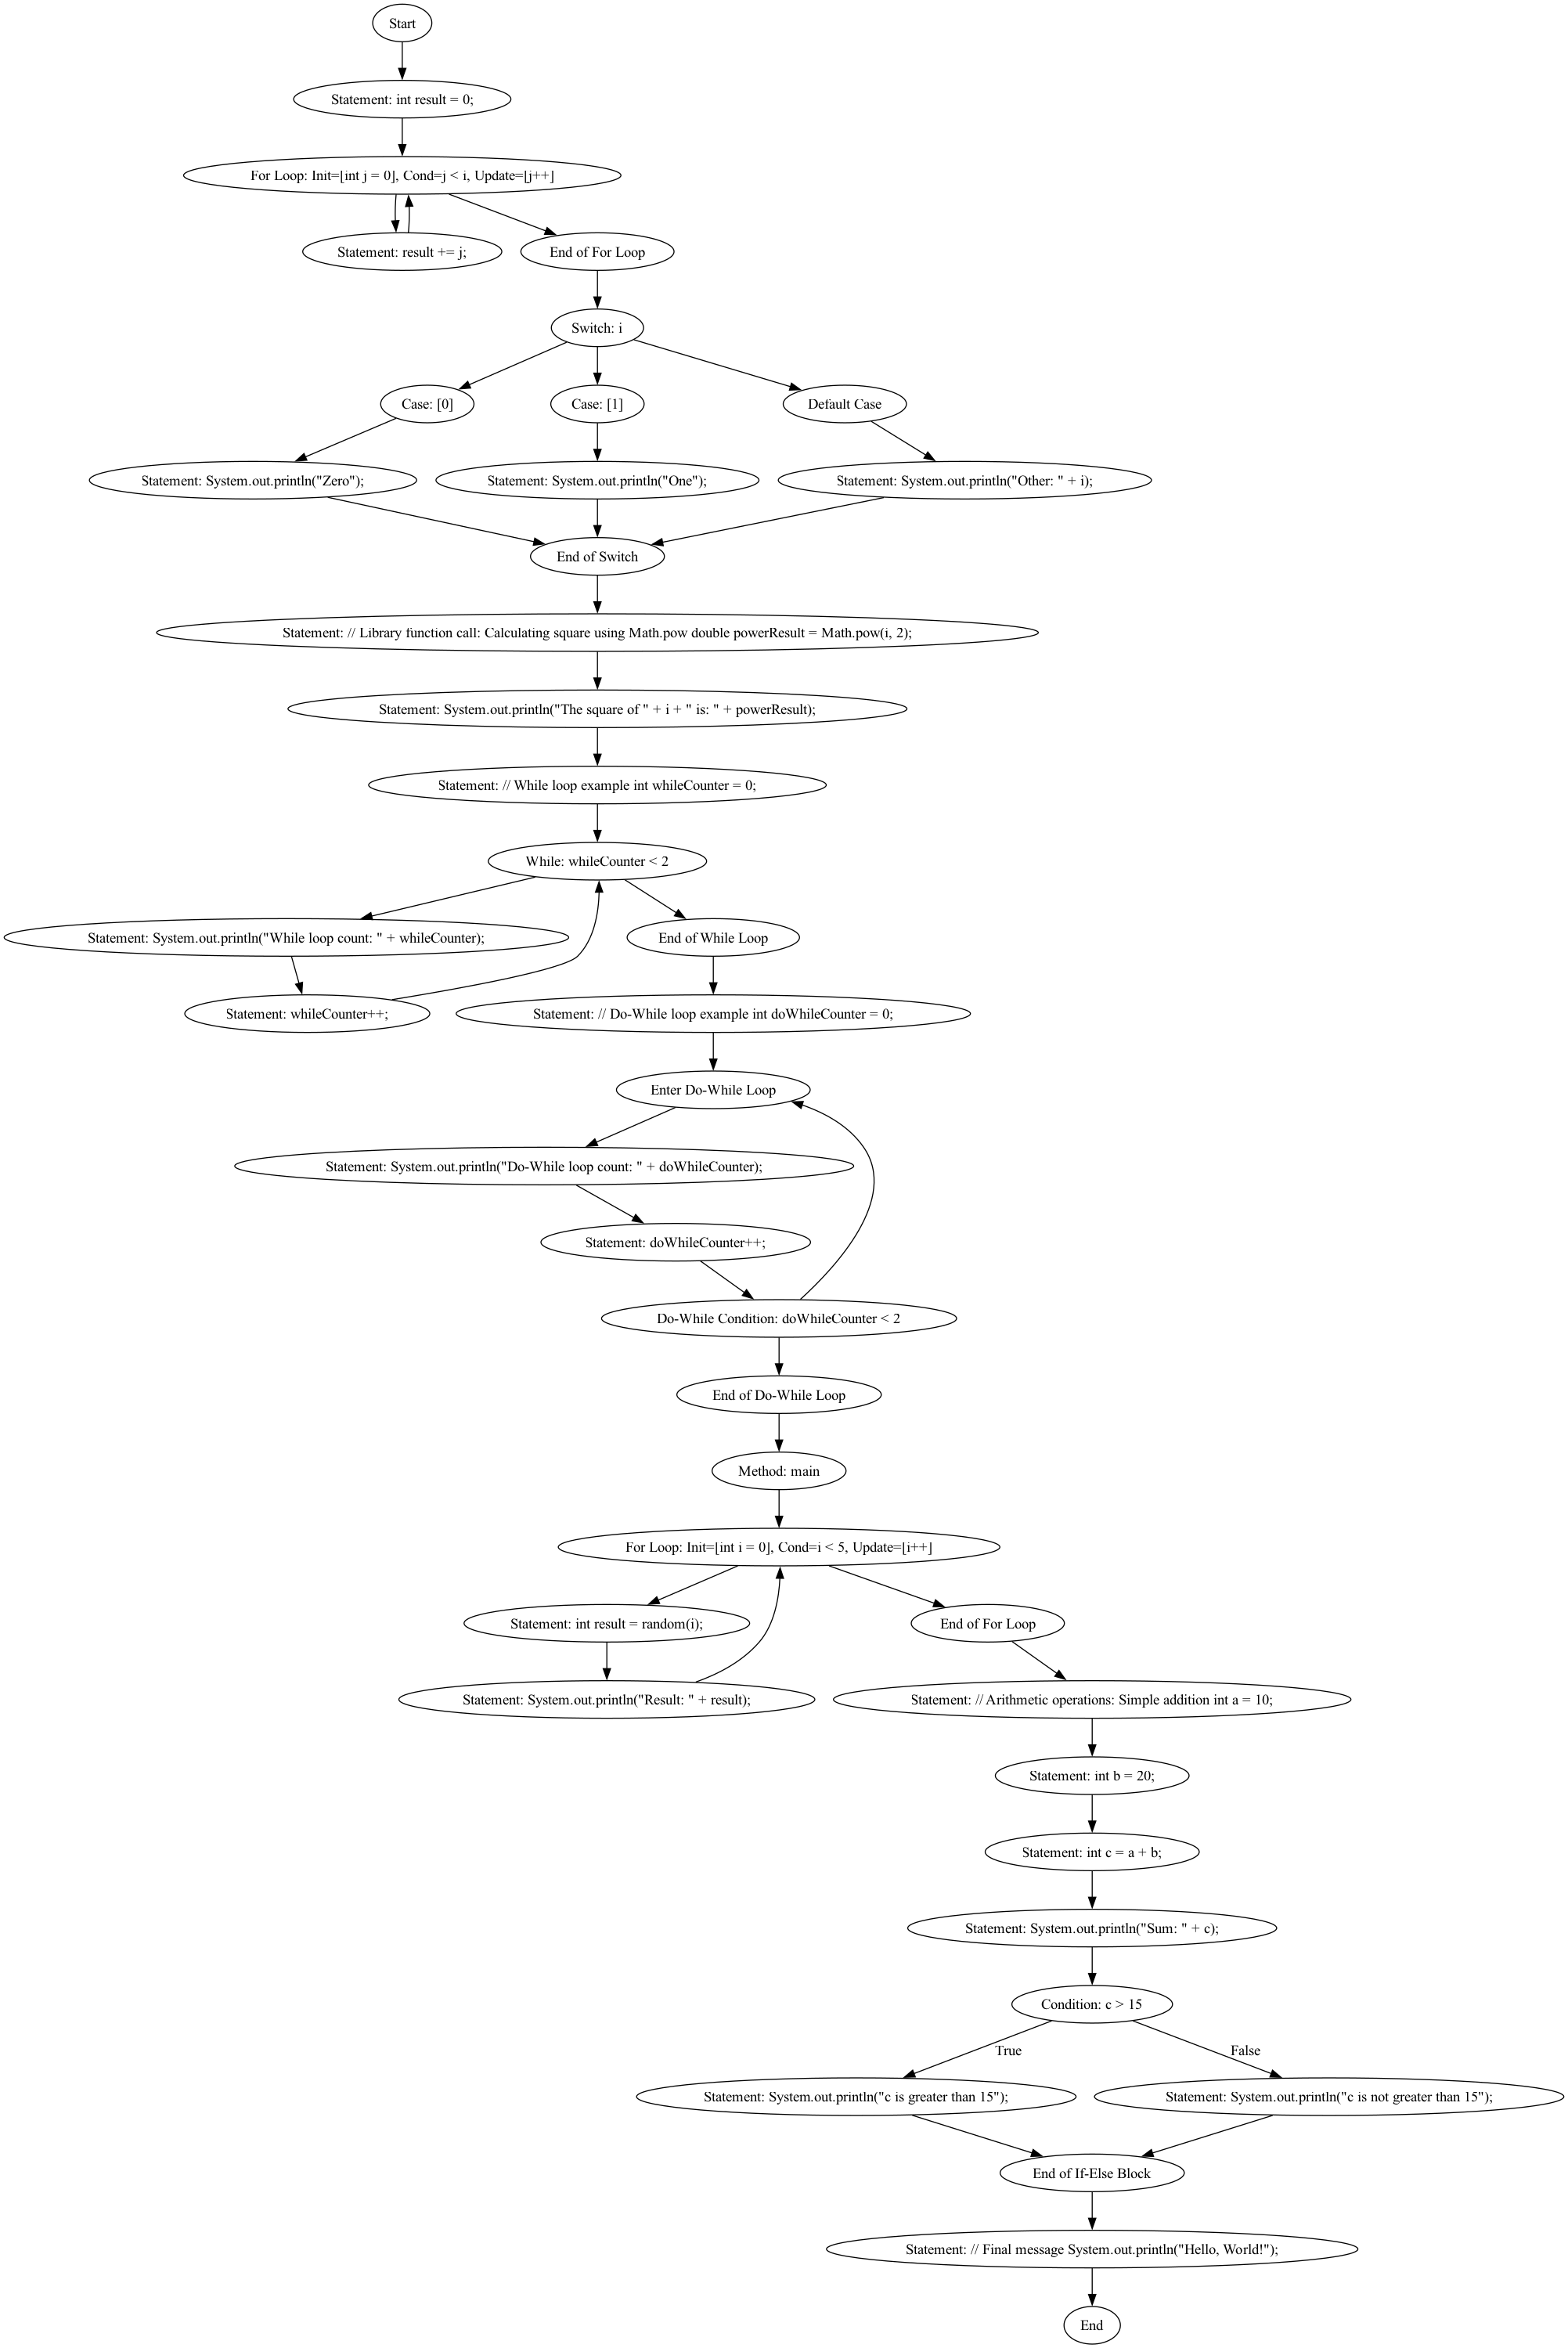 Start
Statement: int result = 0;
For Loop: Init=[int j = 0], Cond=j < i, Update=[j++]
Statement: result += j;
End of For Loop
Switch: i
Case: [0]
Case: [1]
Default Case
Statement: System.out.println("Zero");
Statement: System.out.println("One");
Statement: System.out.println("Other: " + i);
End of Switch
Statement: // Library function call: Calculating square using Math.pow double powerResult = Math.pow(i, 2);
Statement: System.out.println("The square of " + i + " is: " + powerResult);
Statement: // While loop example int whileCounter = 0;
While: whileCounter < 2
Statement: System.out.println("While loop count: " + whileCounter);
End of While Loop
Statement: whileCounter++;
Statement: // Do-While loop example int doWhileCounter = 0;
Enter Do-While Loop
Statement: System.out.println("Do-While loop count: " + doWhileCounter);
Statement: doWhileCounter++;
Do-While Condition: doWhileCounter < 2
End of Do-While Loop
Method: main
For Loop: Init=[int i = 0], Cond=i < 5, Update=[i++]
Statement: int result = random(i);
End of For Loop
Statement: System.out.println("Result: " + result);
Statement: // Arithmetic operations: Simple addition int a = 10;
Statement: int b = 20;
Statement: int c = a + b;
Statement: System.out.println("Sum: " + c);
Condition: c > 15
True
False
Statement: System.out.println("c is greater than 15");
Statement: System.out.println("c is not greater than 15");
End of If-Else Block
Statement: // Final message System.out.println("Hello, World!");
End